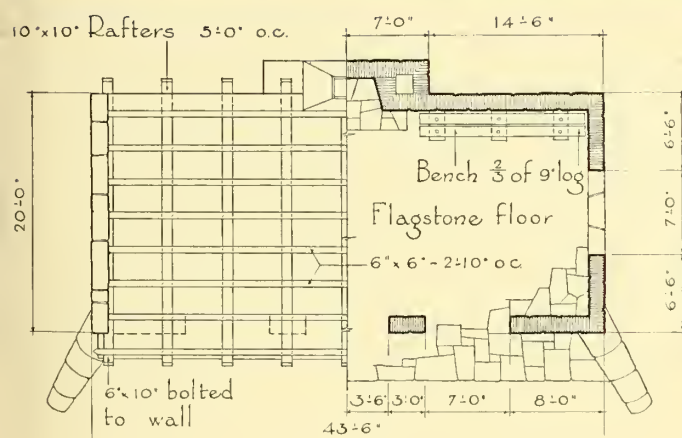 7'-0"
14'-6"
10"x10" Rafters 5'-0" o.c.
20'-0"
6'-6"
7'-0"
6'-6"
Bench 2/3 of 9" log
Flagstone floor
6" x 6" - 2'-10" o.c.
6"x10" bolted
to wall
3'-6"
3'-0"
7'-0"
8'-0"
43'-6"